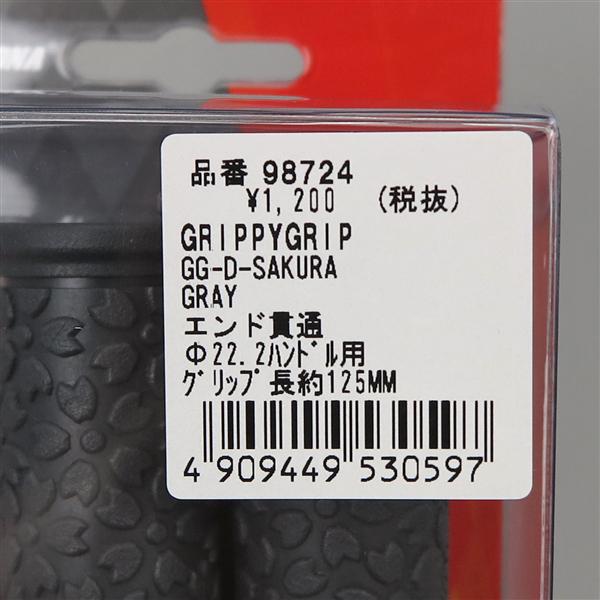 品番 98724
¥1,200 (税抜)
GRIPPYGRIP
GG-D-SAKURA
GRAY
エンド貫通
Φ22.2ﾊﾝﾄﾞﾙ用
ｸﾞﾘｯﾌﾟ長約125MM
4 909449 530597